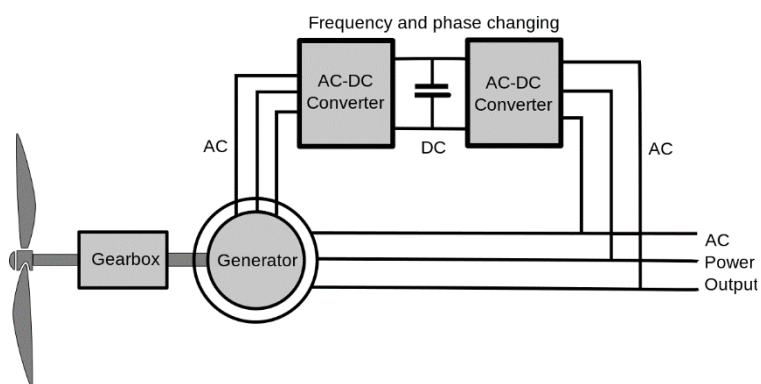 Frequency and phase changing
AC-DC
Converter
AC-DC
Converter
AC
DC
AC
Gearbox
Generator
AC
Power
Output